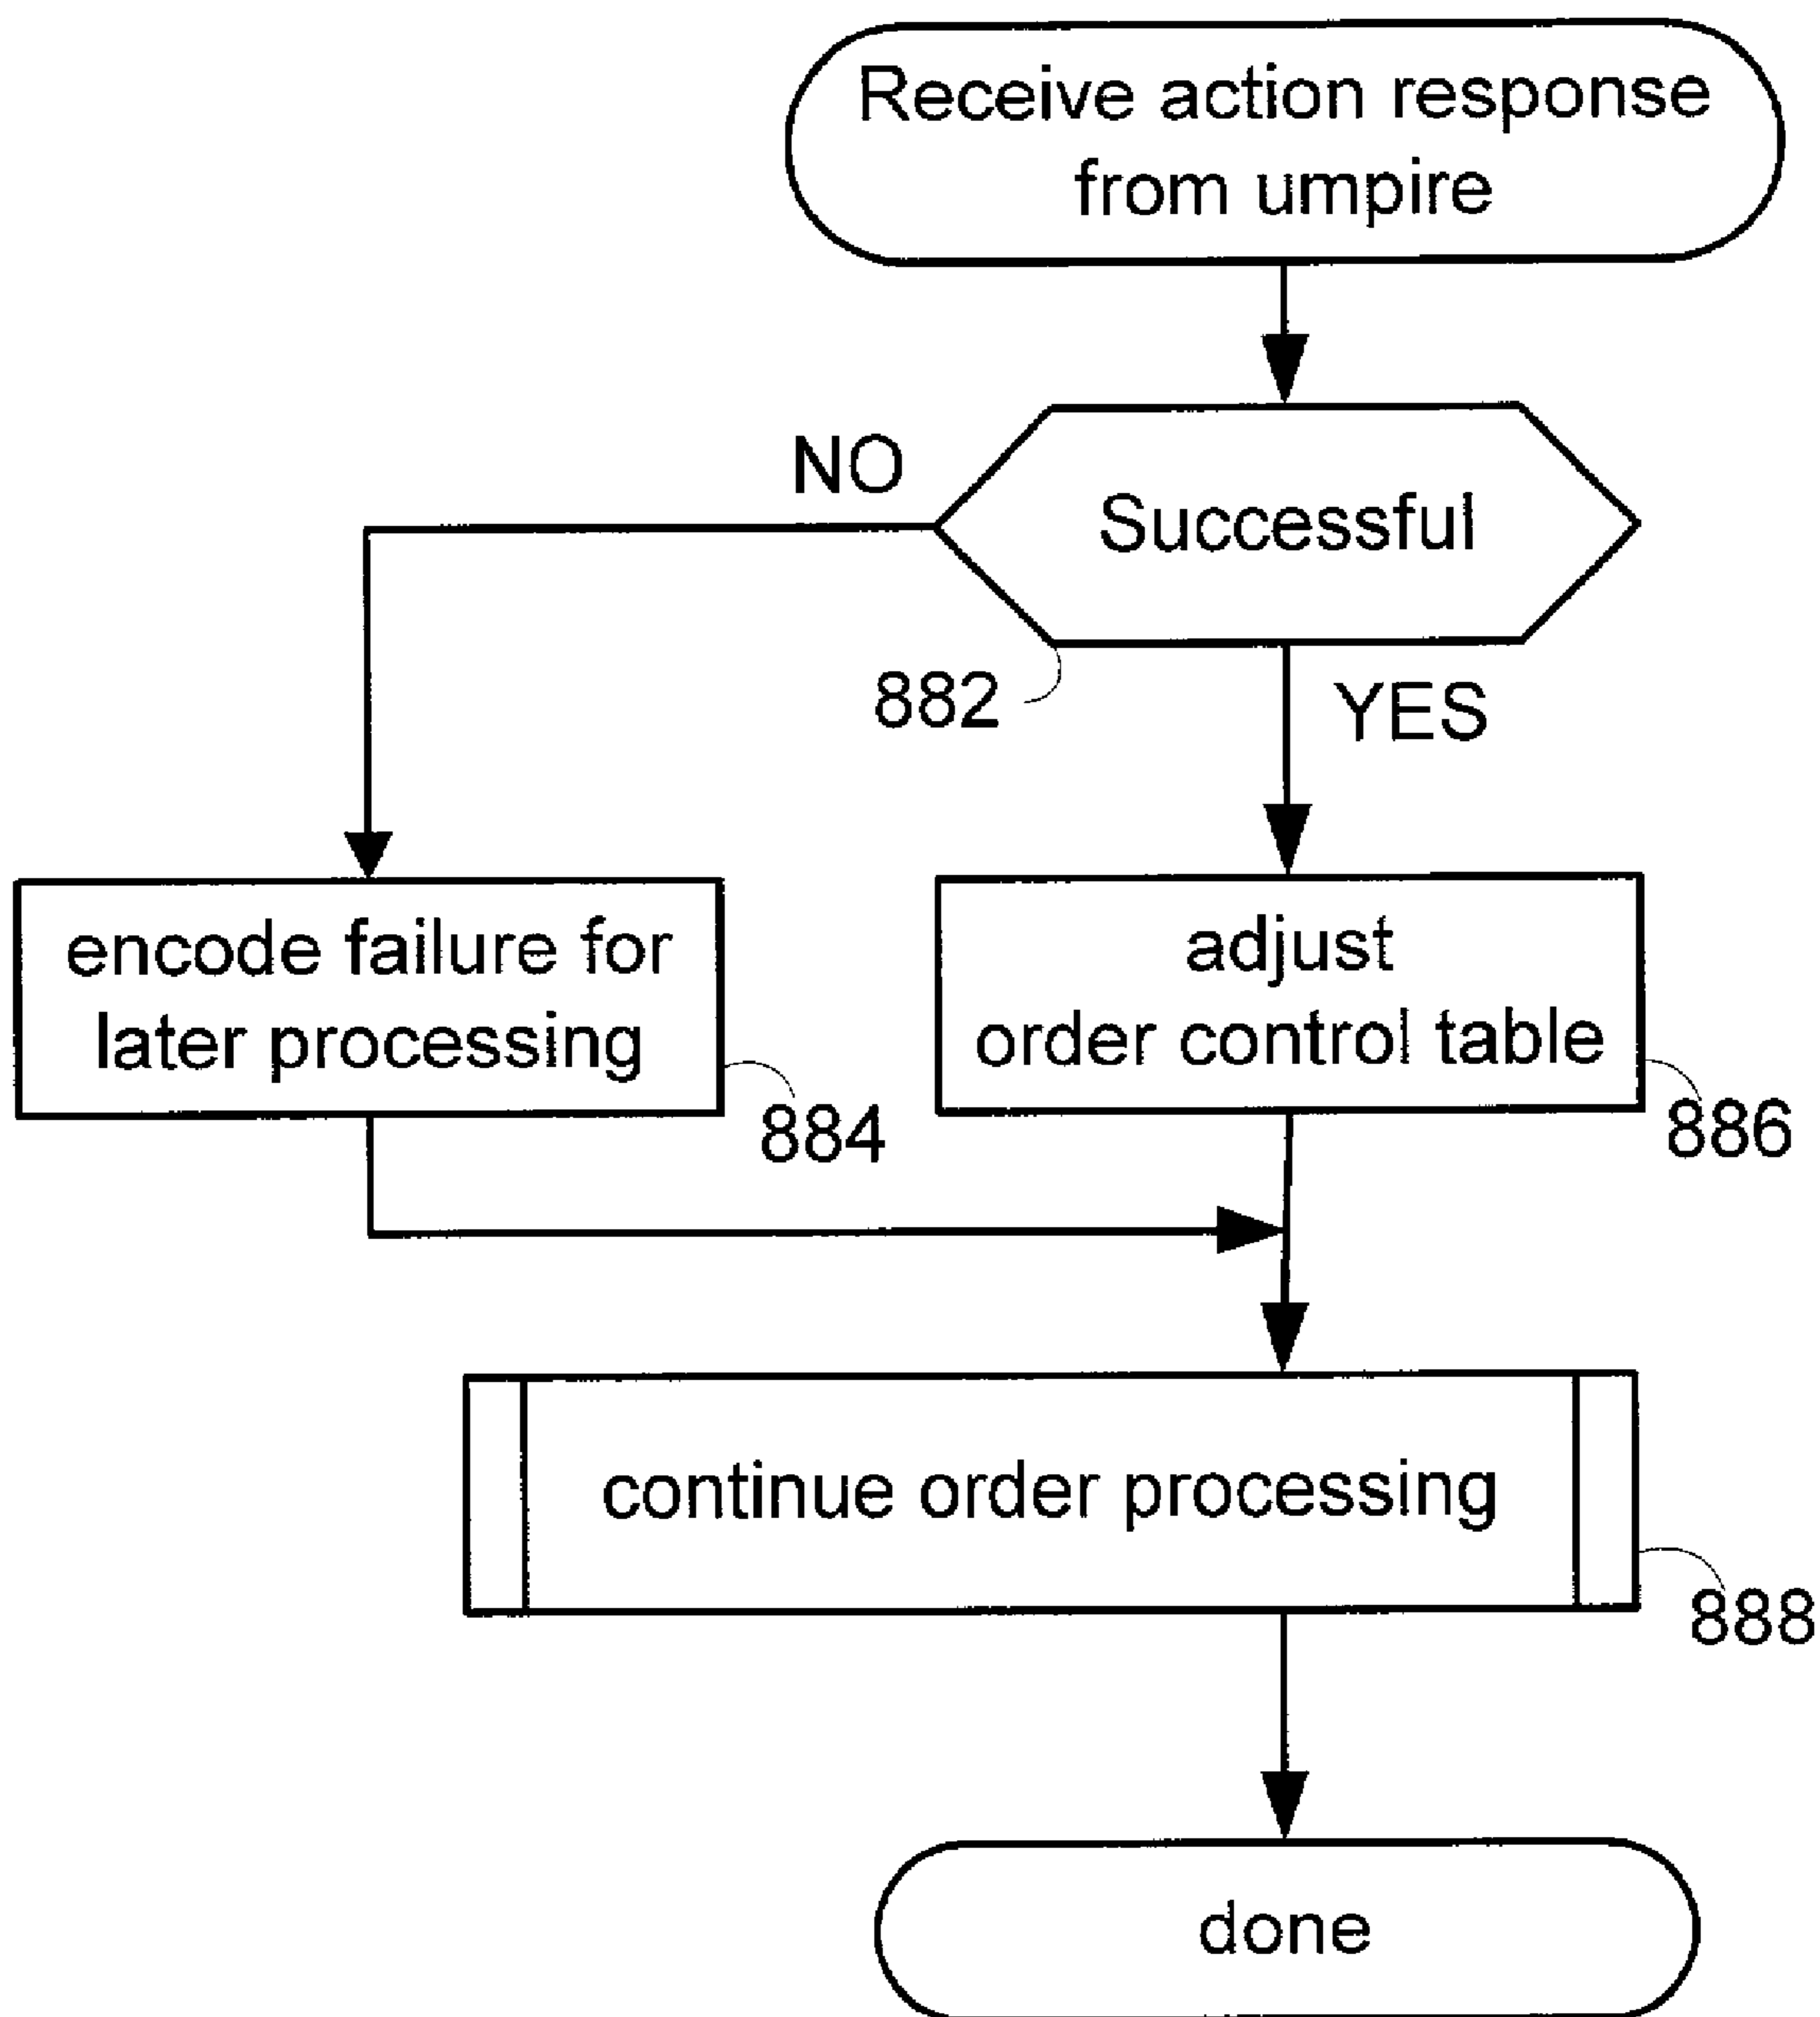 Receive action response
from umpire
NO
Successful
882
YES
encode failure for
later processing
884
adjust
order control table
886
continue order processing
888
done